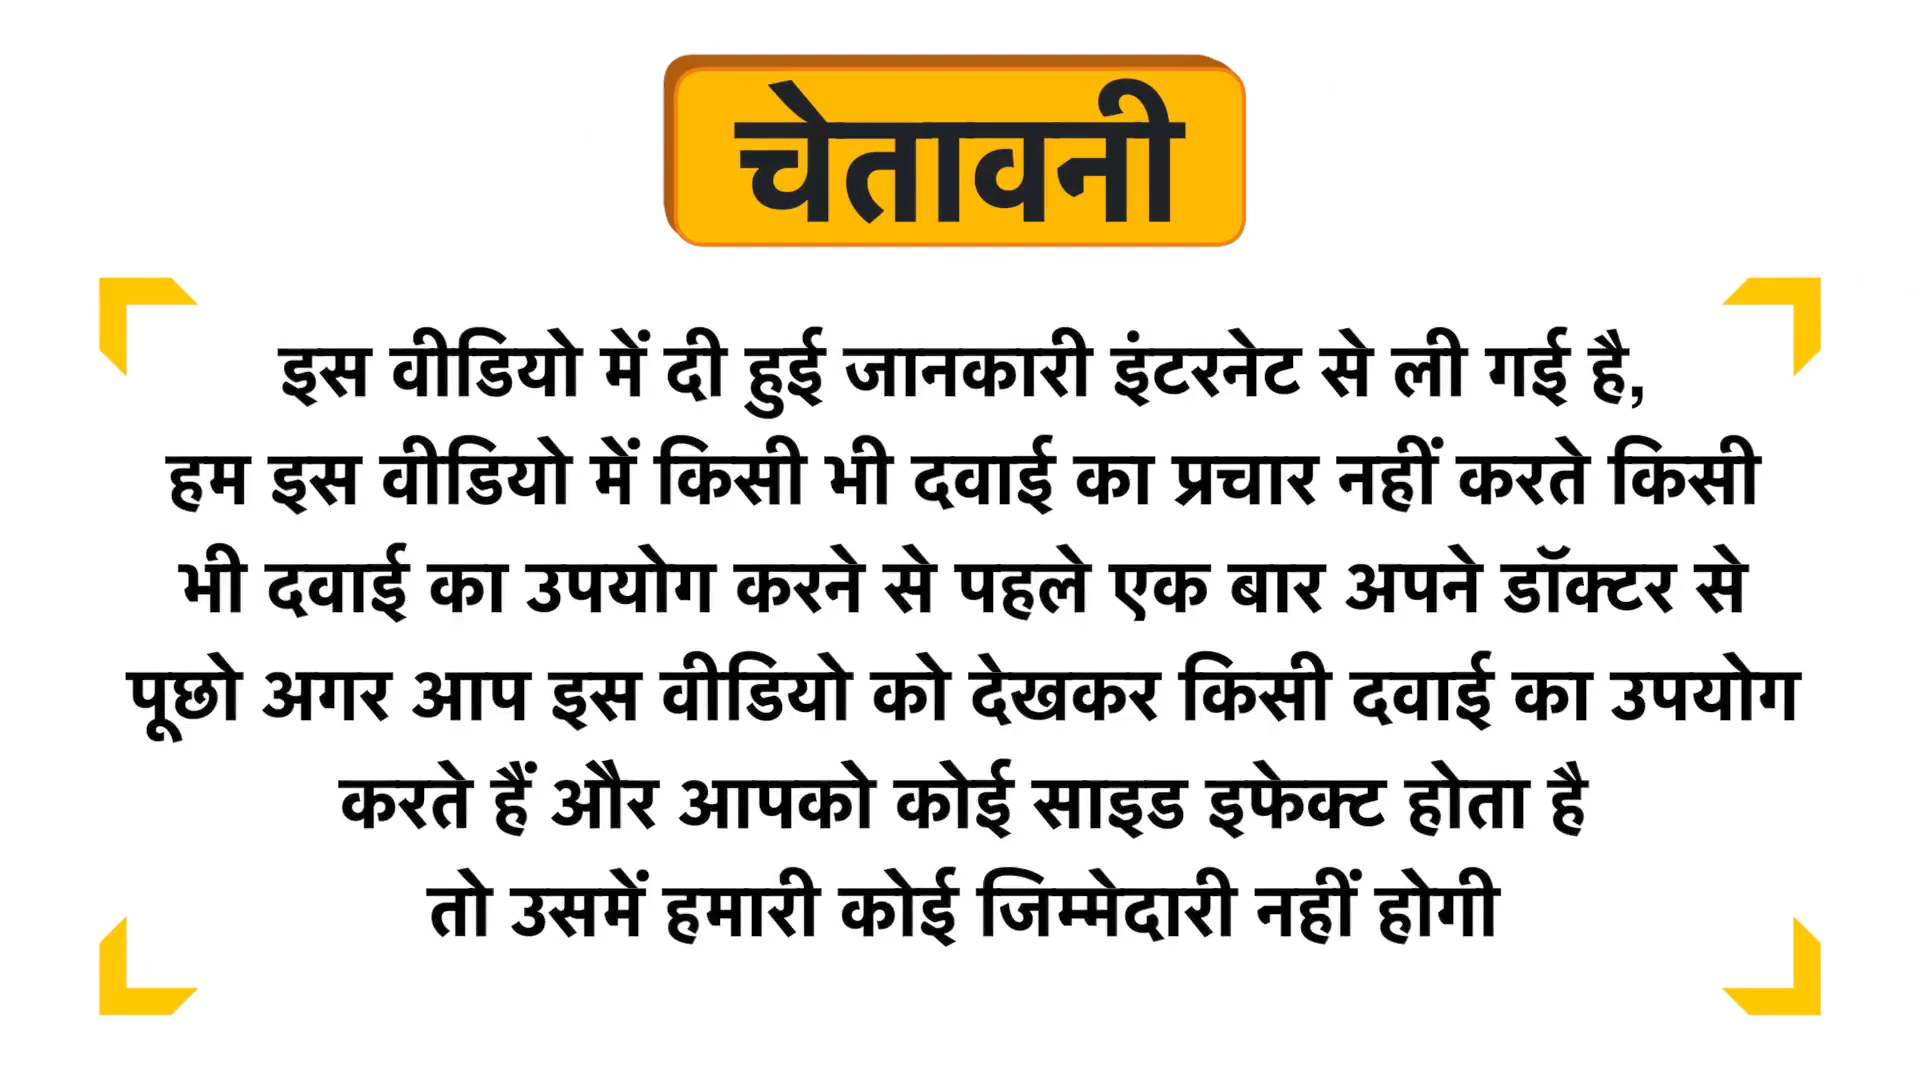 चेतावनी
इस वीडियो में दी हुई जानकारी इंटरनेट से ली गई है,
हम इस वीडियो में किसी भी दवाई का प्रचार नहीं करते किसी
भी दवाई का उपयोग करने से पहले एक बार अपने डॉक्टर से
पूछो अगर आप इस वीडियो को देखकर किसी दवाई का उपयोग
करते हैं और आपको कोई साइड इफेक्ट होता है
तो उसमें हमारी कोई जिम्मेदारी नहीं होगी